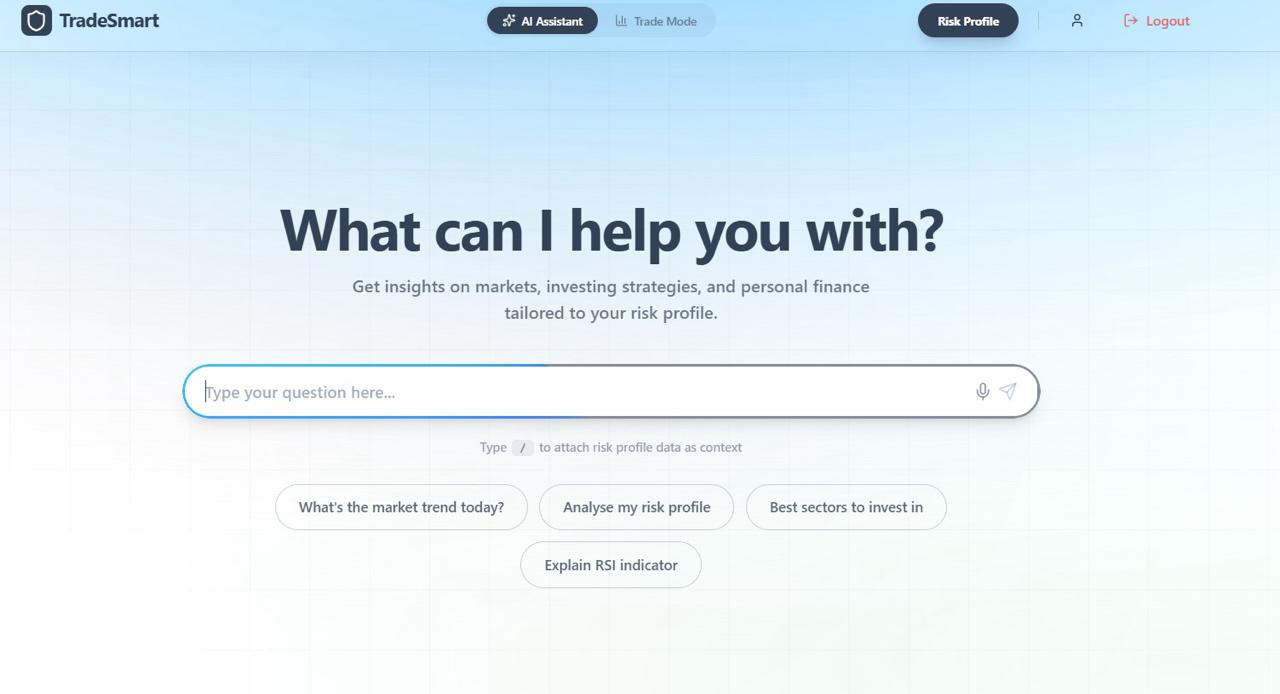 TradeSmart
AI Assistant
Trade Mode
Risk Profile
Logout
What can I help you with?
Get insights on markets, investing strategies, and personal finance
tailored to your risk profile.
Type your question here...
Type / to attach risk profile data as context
What's the market trend today?
Analyse my risk profile
Best sectors to invest in
Explain RSI indicator